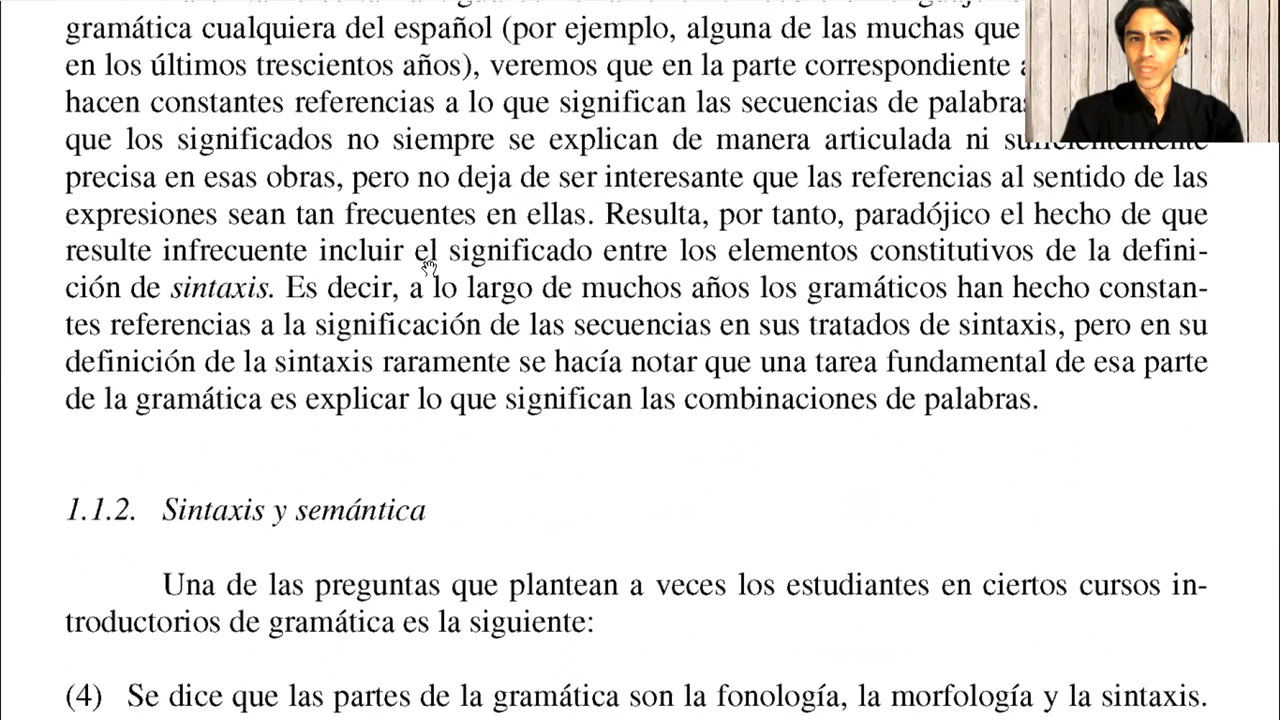 gramática cualquiera del español (por ejemplo, alguna de las muchas que
en los últimos trescientos años), veremos que en la parte correspondiente
hacen constantes referencias a lo que significan las secuencias de palabras
que los significados no siempre se explican de manera articulada ni suficientemente
precisa en esas obras, pero no deja de ser interesante que las referencias al sentido de las
expresiones sean tan frecuentes en ellas. Resulta, por tanto, paradójico el hecho de que
resulte infrecuente incluir el significado entre los elementos constitutivos de la defini-
ción de sintaxis. Es decir, a lo largo de muchos años los gramáticos han hecho constan-
tes referencias a la significación de las secuencias en sus tratados de sintaxis, pero en su
definición de la sintaxis raramente se hacía notar que una tarea fundamental de esa parte
de la gramática es explicar lo que significan las combinaciones de palabras.
1.1.2. Sintaxis y semántica
Una de las preguntas que plantean a veces los estudiantes en ciertos cursos in-
troductorios de gramática es la siguiente:
(4) Se dice que las partes de la gramática son la fonología, la morfología y la sintaxis.